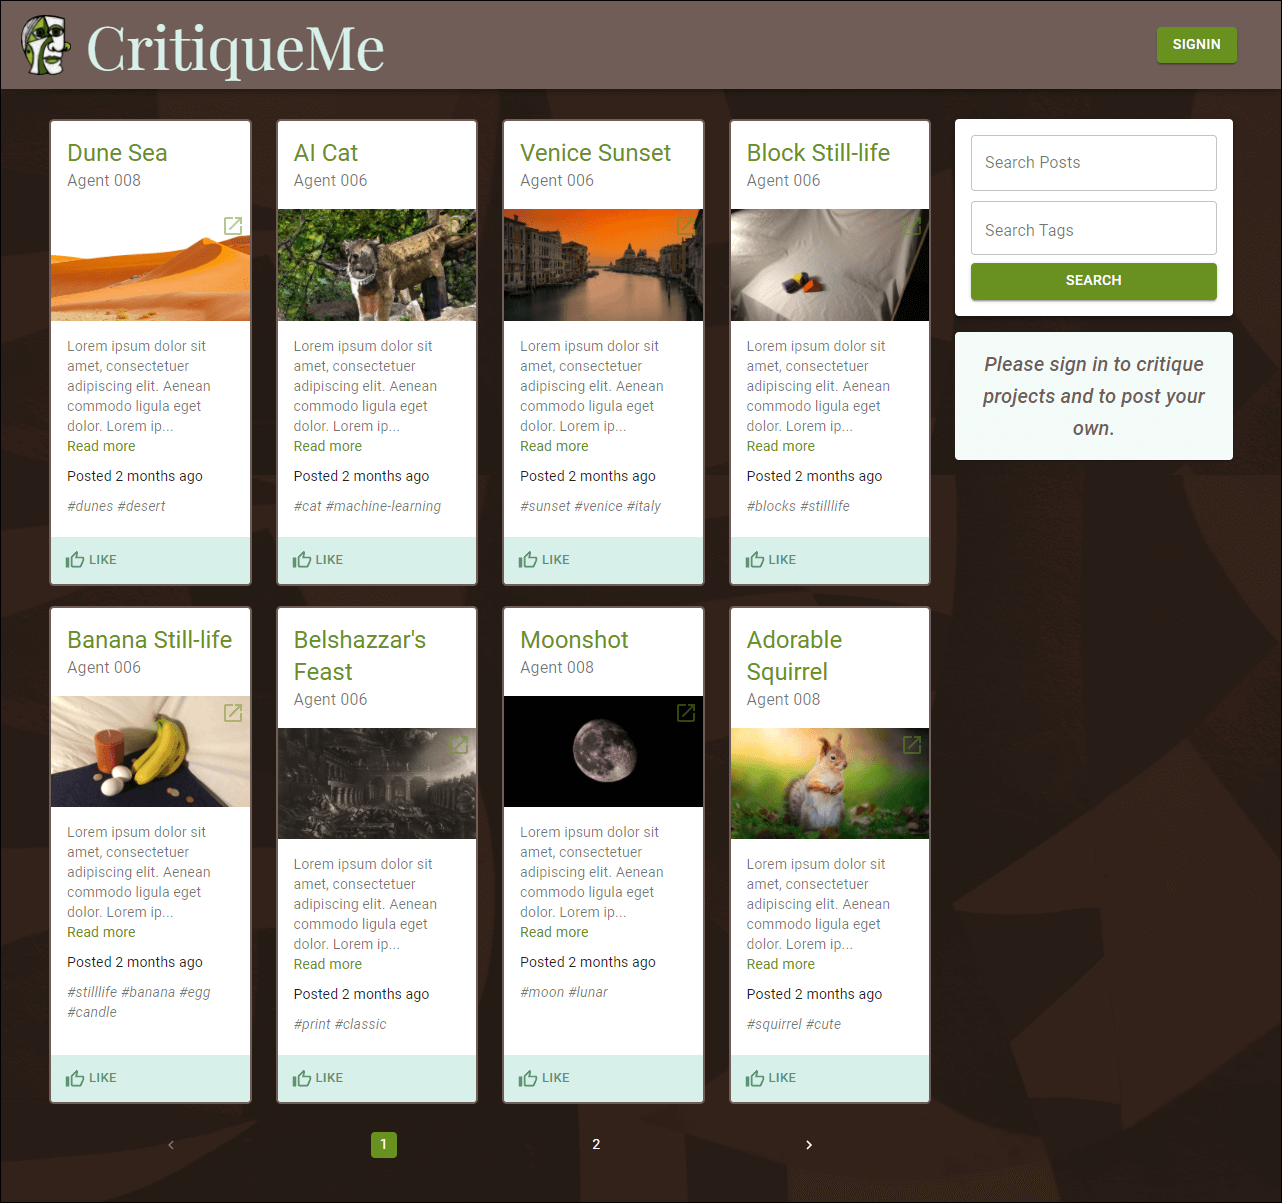 CritiqueMe
SIGNIN
Dune Sea
Agent 008
Lorem ipsum dolor sit
amet, consectetuer
adipiscing elit. Aenean
commodo ligula eget
dolor. Lorem ip...
Read more
Posted 2 months ago
#dunes #desert
LIKE
AI Cat
Agent 006
Lorem ipsum dolor sit
amet, consectetuer
adipiscing elit. Aenean
commodo ligula eget
dolor. Lorem ip...
Read more
Posted 2 months ago
#cat #machine-learning
LIKE
Venice Sunset
Agent 006
Lorem ipsum dolor sit
amet, consectetuer
adipiscing elit. Aenean
commodo ligula eget
dolor. Lorem ip...
Read more
Posted 2 months ago
#sunset #venice #italy
LIKE
Block Still-life
Agent 006
Lorem ipsum dolor sit
amet, consectetuer
adipiscing elit. Aenean
commodo ligula eget
dolor. Lorem ip...
Read more
Posted 2 months ago
#blocks #stilllife
LIKE
Search Posts
Search Tags
SEARCH
Please sign in to critique
projects and to post your
own.
Banana Still-life
Agent 006
Lorem ipsum dolor sit
amet, consectetuer
adipiscing elit. Aenean
commodo ligula eget
dolor. Lorem ip...
Read more
Posted 2 months ago
#stilllife #banana #egg
#candle
LIKE
Belshazzar's
Feast
Agent 006
Lorem ipsum dolor sit
amet, consectetuer
adipiscing elit. Aenean
commodo ligula eget
dolor. Lorem ip...
Read more
Posted 2 months ago
#print #classic
LIKE
Moonshot
Agent 008
Lorem ipsum dolor sit
amet, consectetuer
adipiscing elit. Aenean
commodo ligula eget
dolor. Lorem ip...
Read more
Posted 2 months ago
#moon #lunar
LIKE
Adorable
Squirrel
Agent 008
Lorem ipsum dolor sit
amet, consectetuer
adipiscing elit. Aenean
commodo ligula eget
dolor. Lorem ip...
Read more
Posted 2 months ago
#squirrel #cute
LIKE
1 2